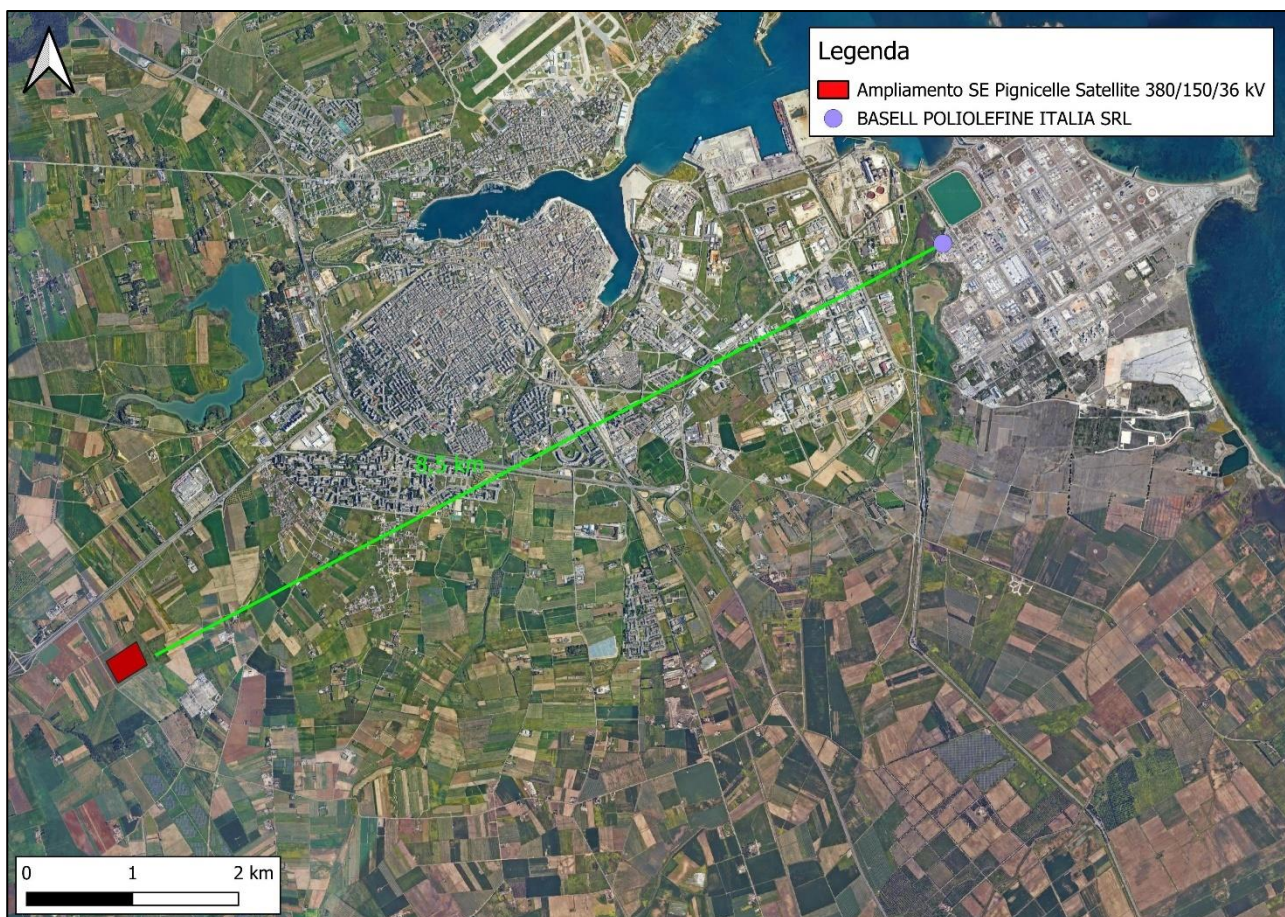 Legenda
Ampliamento SE Pignicelle Satellite 380/150/36 kV
BASELL POLIOLEFINE ITALIA SRL
8,5 km
0 1 2 km